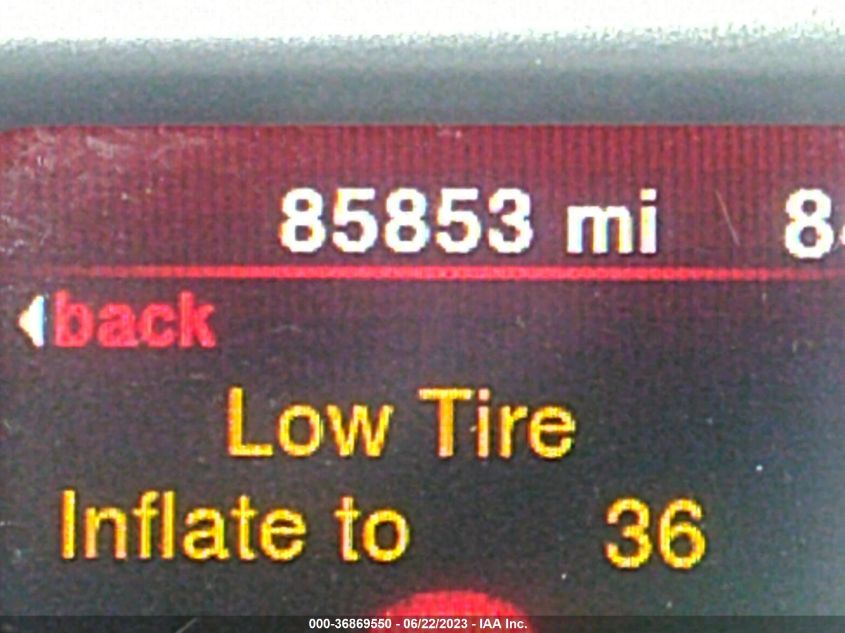 85853 mi
back
Low Tire
Inflate to 36
000-36869550 - 06/22/2023 - IAA Inc.